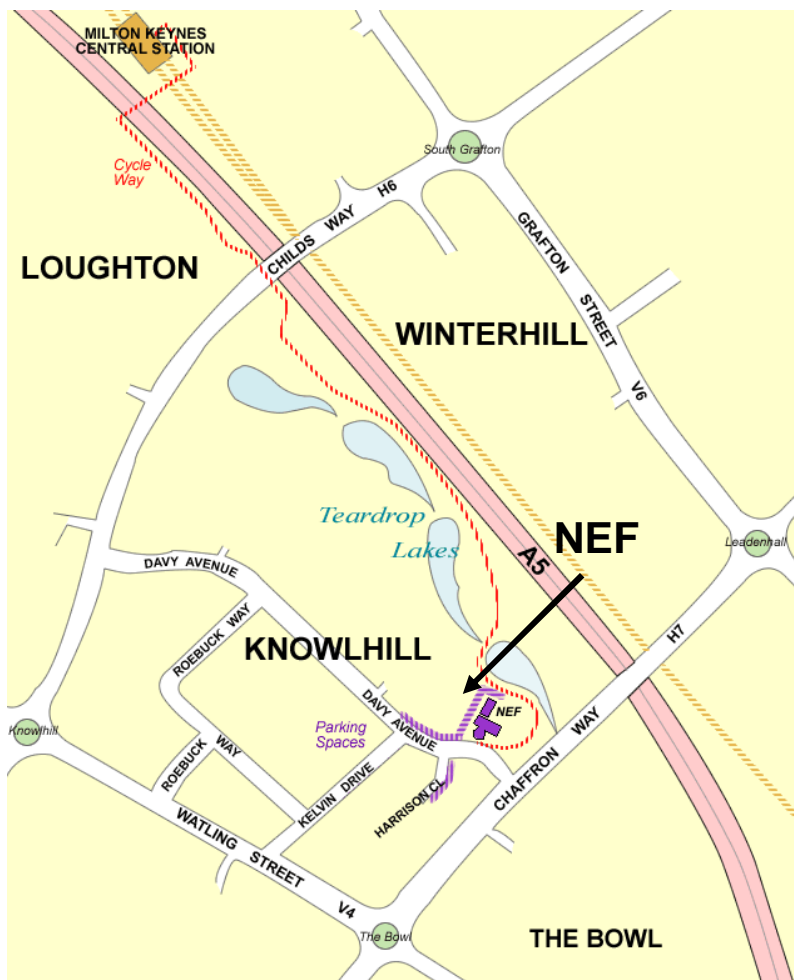 MILTON KEYNES
CENTRAL STATION
South Grafton
Cycle
Way
CHILDS WAY H6
GRAFTON STREET V6
LOUGHTON
WINTERHILL
Teardrop
Lakes
NEF
A5
Leadenhall
DAVY AVENUE
ROEBUCK WAY
KNOWLHILL
H7
CHAFFRON WAY
DAVY AVENUE
NEF
Parking
Spaces
Knowlhill
ROEBUCK WAY
KELVIN DRIVE
HARRISON CL
WATLING STREET V4
The Bowl
THE BOWL